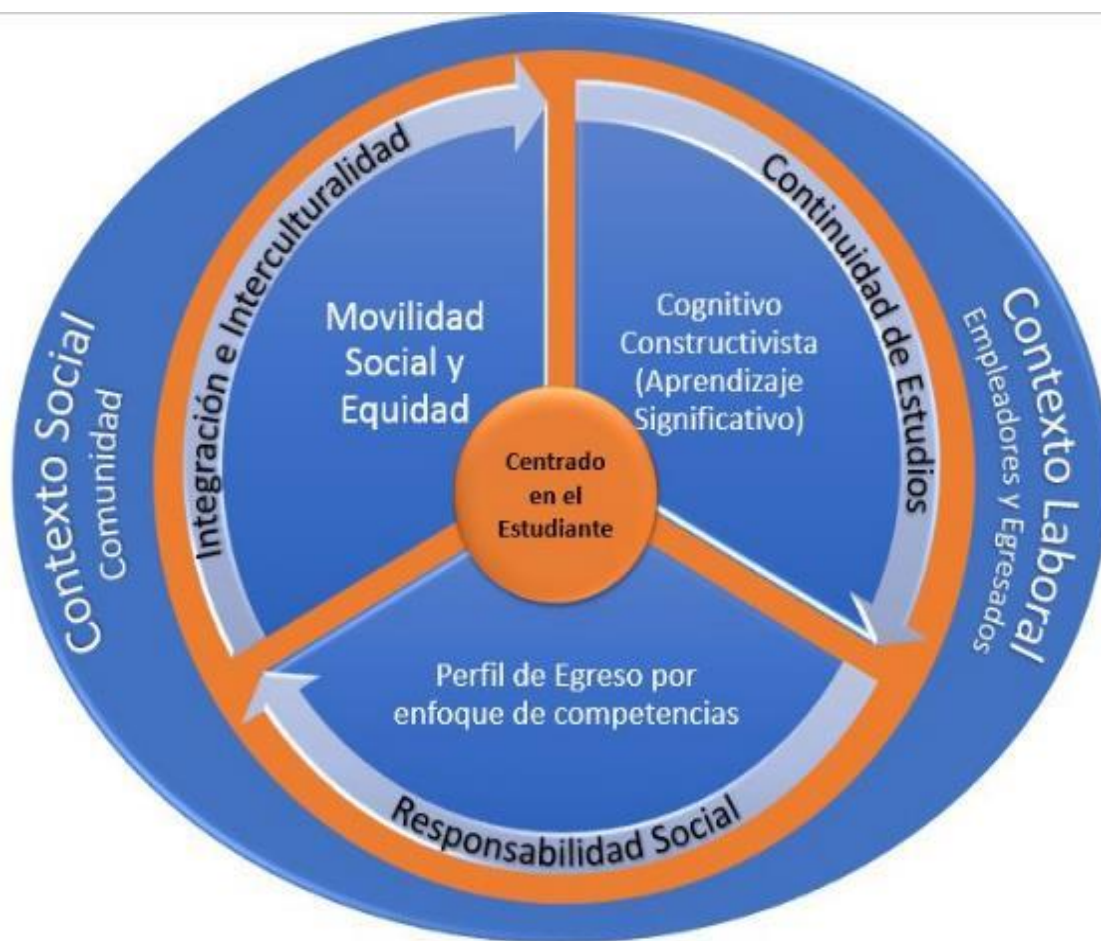 Contexto Social
Comunidad
Integración e Interculturalidad
Movilidad
Social y
Equidad
Continuidad de Estudios
Cognitivo
Constructivista
(Aprendizaje
Significativo)
Centrado
en el
Estudiante
Perfil de Egreso por
enfoque de competencias
Responsabilidad Social
Contexto Laboral
Empleadores y Egresados